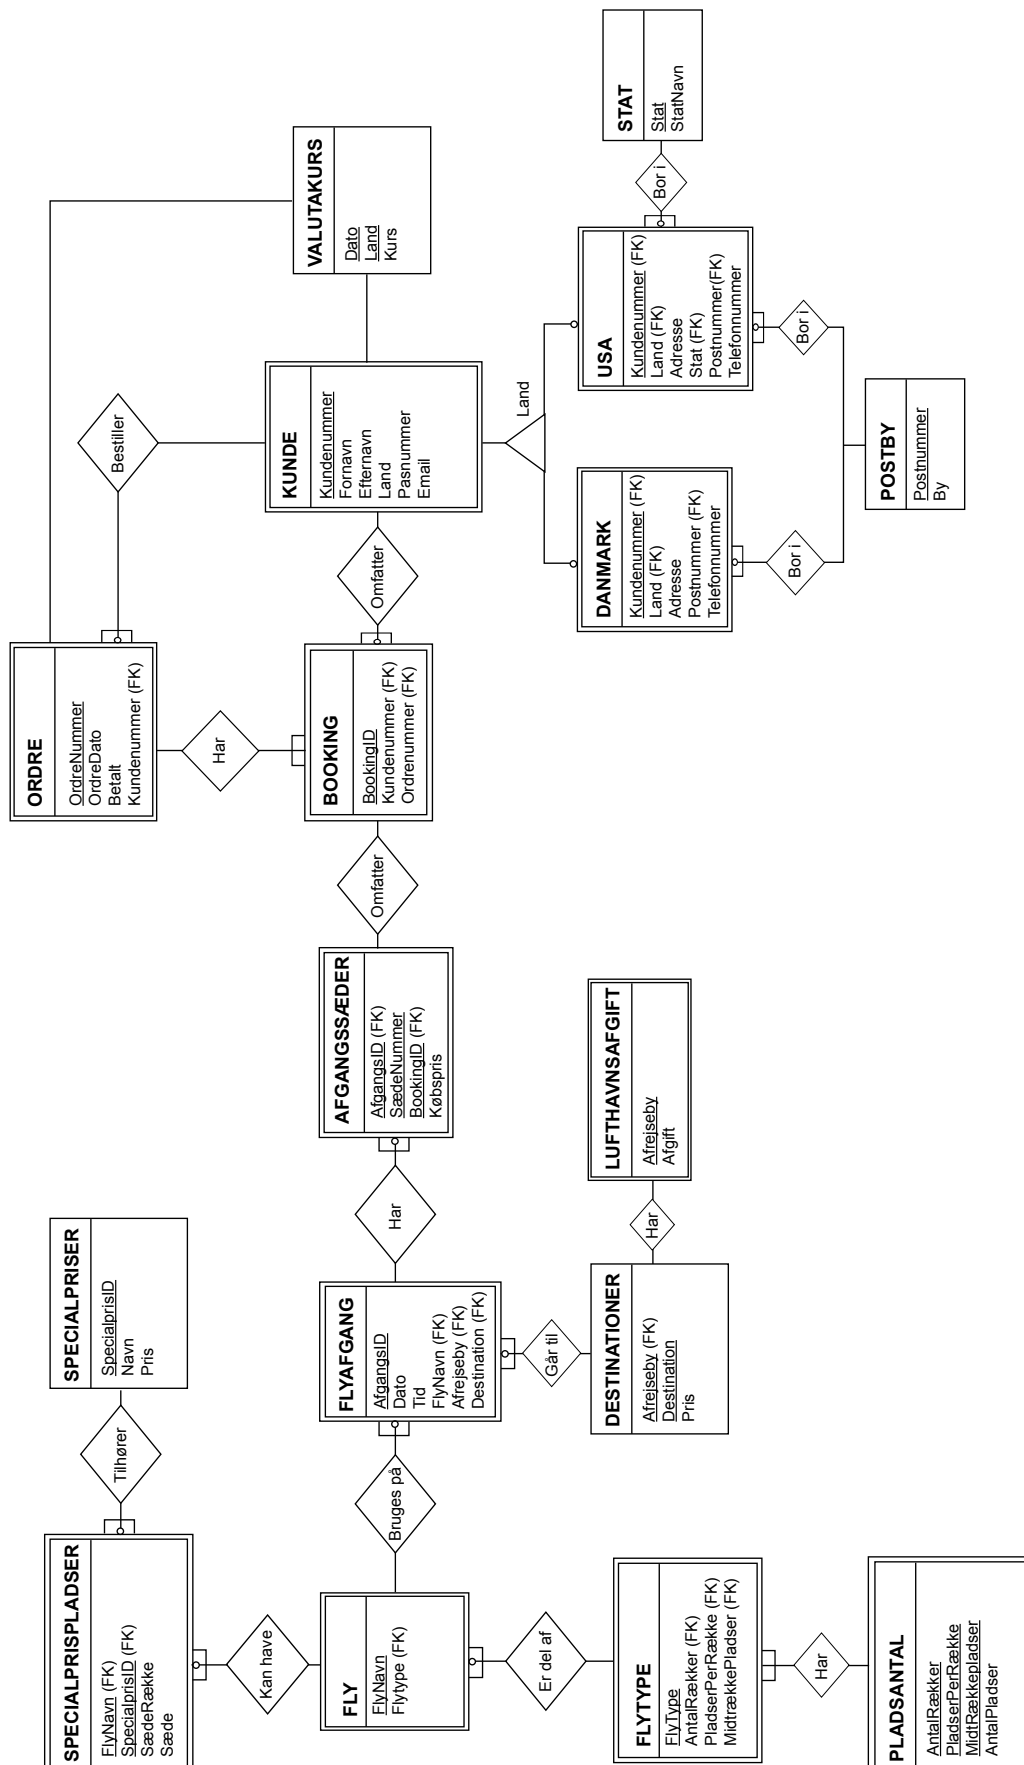 SPECIALPRISPLADSER
FlyNavn (FK)
SpecialprisID (FK)
SædeRække
Sæde
Tilhører
SPECIALPRISER
SpecialprisID
Navn
Pris
Kan have
FLY
FlyNavn
Flytype (FK)
Er del af
FLYTYPE
FlyType
AntalRækker (FK)
PladserPerRække (FK)
MidtrækkePladser (FK)
Har
PLADSANTAL
AntalRækker
PladserPerRække
MidtRækkepladser
AntalPladser
Bruges på
FLYAFGANG
AfgangsID
Dato
Tid
FlyNavn (FK)
Afrejseby (FK)
Destination (FK)
Går til
DESTINATIONER
Afrejseby (FK)
Destination
Pris
Har
LUFTHAVNSAFGIFT
Afrejseby
Afgift
Har
AFGANGSSÆDER
AfgangsID (FK)
SædeNummer
BookingID (FK)
Købspris
Omfatter
BOOKING
BookingID
Kundenummer (FK)
Ordrenummer (FK)
Har
ORDRE
OrdreNummer
OrdreDato
Betalt
Kundenummer (FK)
Bestiller
Omfatter
KUNDE
Kundenummer
Fornavn
Efternavn
Land
Pasnummer
Email
VALUTAKURS
Dato
Land
Kurs
Land
DANMARK
Kundenummer (FK)
Land (FK)
Adresse
Postnummer (FK)
Telefonnummer
Bor i
USA
Kundenummer (FK)
Land (FK)
Adresse
Stat (FK)
Postnummer(FK)
Telefonnummer
Bor i
Bor i
STAT
Stat
StatNavn
POSTBY
Postnummer
By